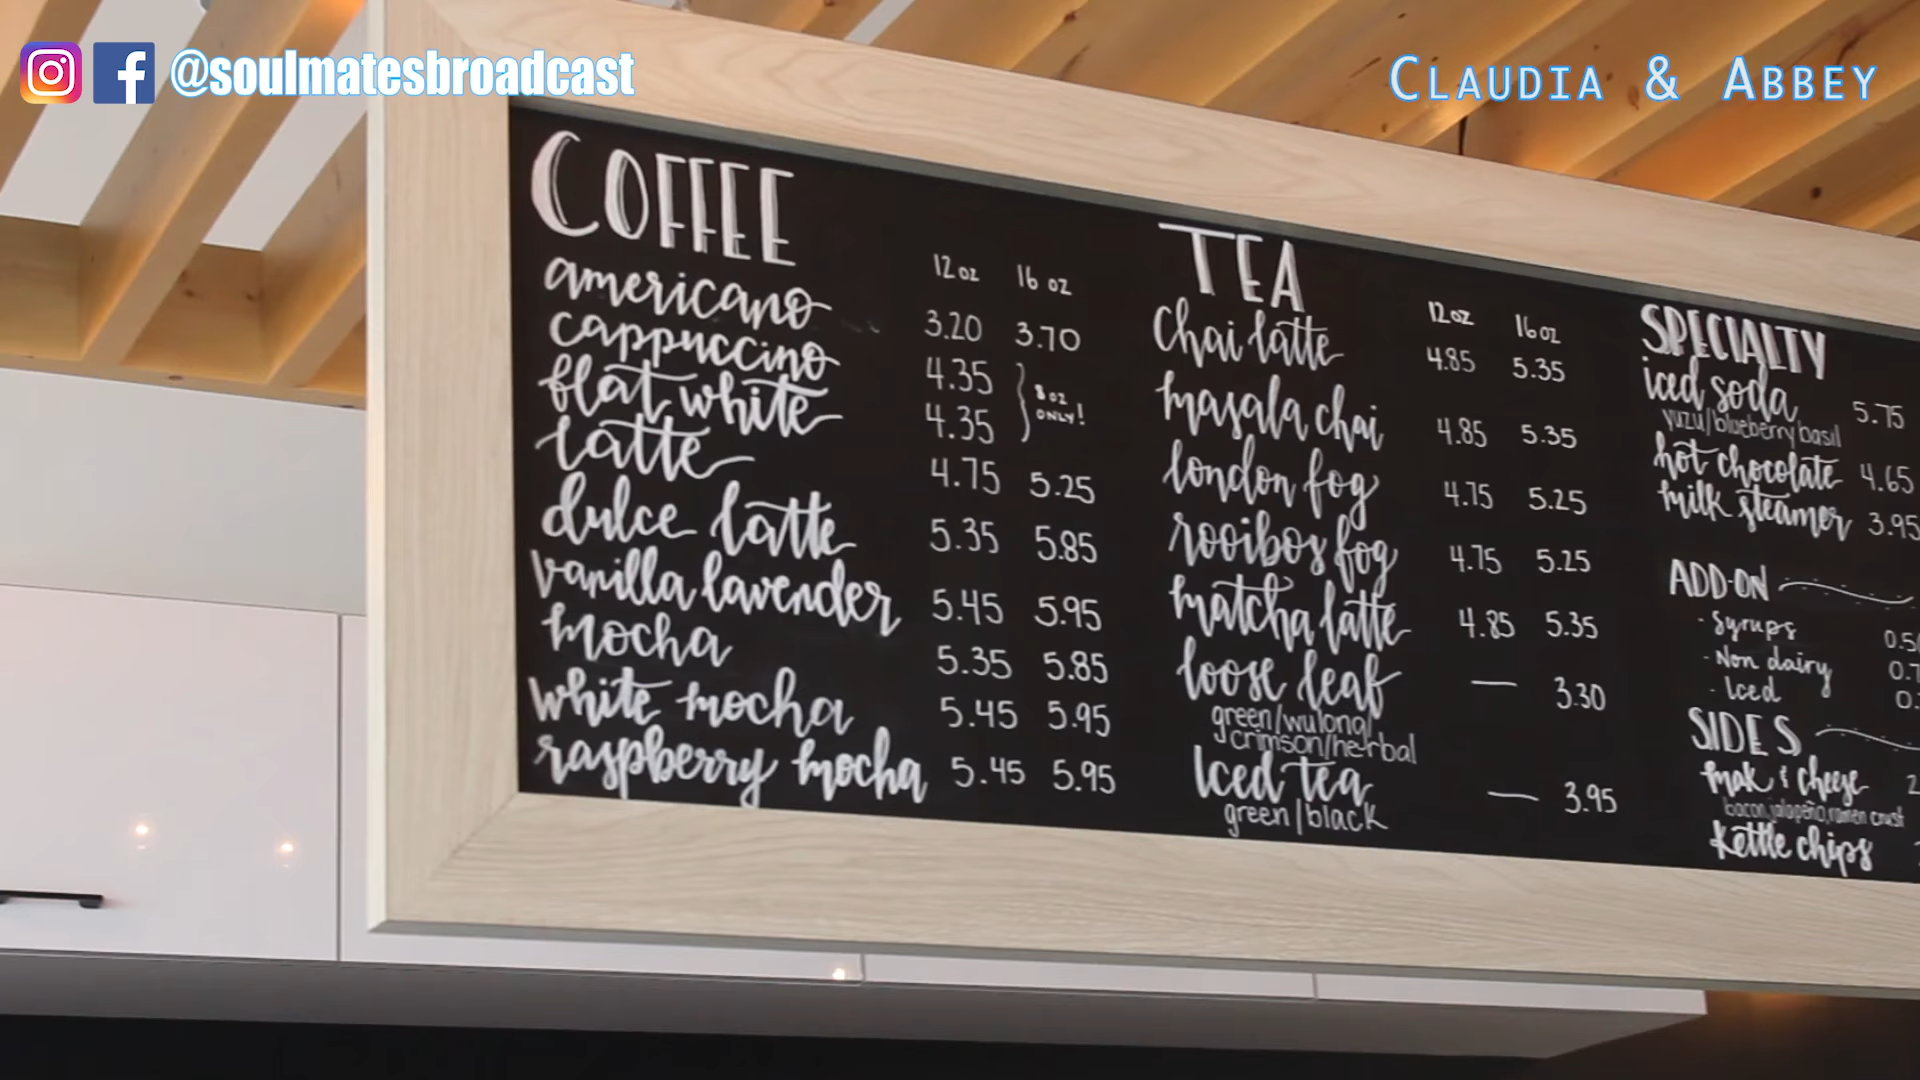 @soulmatesbroadcast
Claudia & Abbey
COFFEE
12 oz 16 oz
americano 3.20 3.70
cappuccino 4.35
flat white 4.35
8 oz
ONLY!
latte 4.75 5.25
dulce latte 5.35 5.85
vanilla lavender 5.45 5.95
mocha 5.35 5.85
white mocha 5.45 5.95
raspberry mocha 5.45 5.95
TEA
12 oz 16 oz
chai latte 4.85 5.35
masala chai 4.85 5.35
london fog 4.75 5.25
rooibos fog 4.75 5.25
matcha latte 4.85 5.35
loose leaf — 3.30
green/wulong/
crimson/herbal
Iced tea — 3.95
green/black
SPECIALTY
iced soda 5.75
yuzu/blueberry basil
hot chocolate 4.65
milk steamer 3.95
ADD-ON
- Syrups
- Non dairy
- Iced
SIDES
mak & cheese
bacon, jalapeño, ramen crust
kettle chips